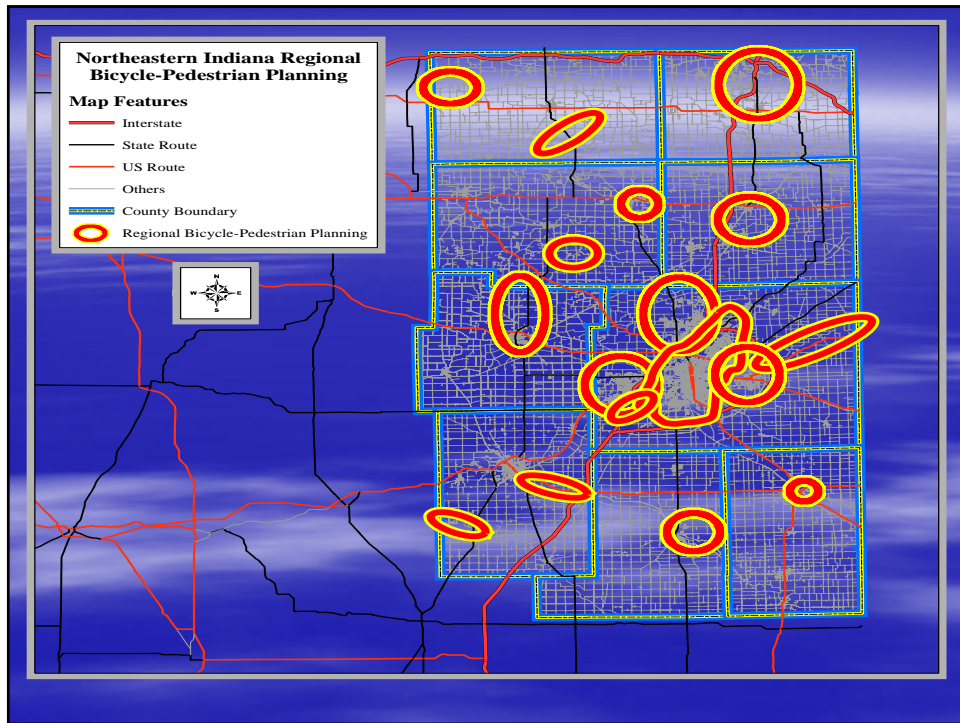 Northeastern Indiana Regional
Bicycle-Pedestrian Planning
Map Features
Interstate
State Route
US Route
Others
County Boundary
Regional Bicycle-Pedestrian Planning
N
W E
S